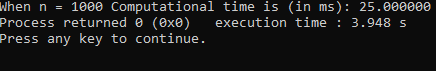 When n = 1000 Computational time is (in ms): 25.000000
Process returned 0 (0x0)   execution time : 3.948 s
Press any key to continue.